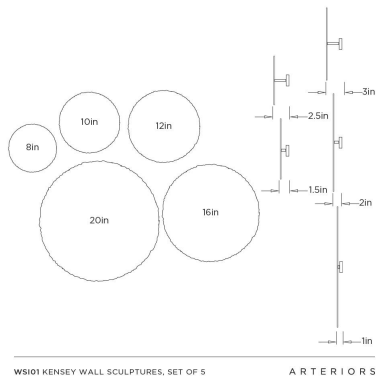 3in
10in
12in
2.5in
8in
1.5in
2in
20in
16in
1in
WSI01 KENSEY WALL SCULPTURES, SET OF 5
ARTERIORS